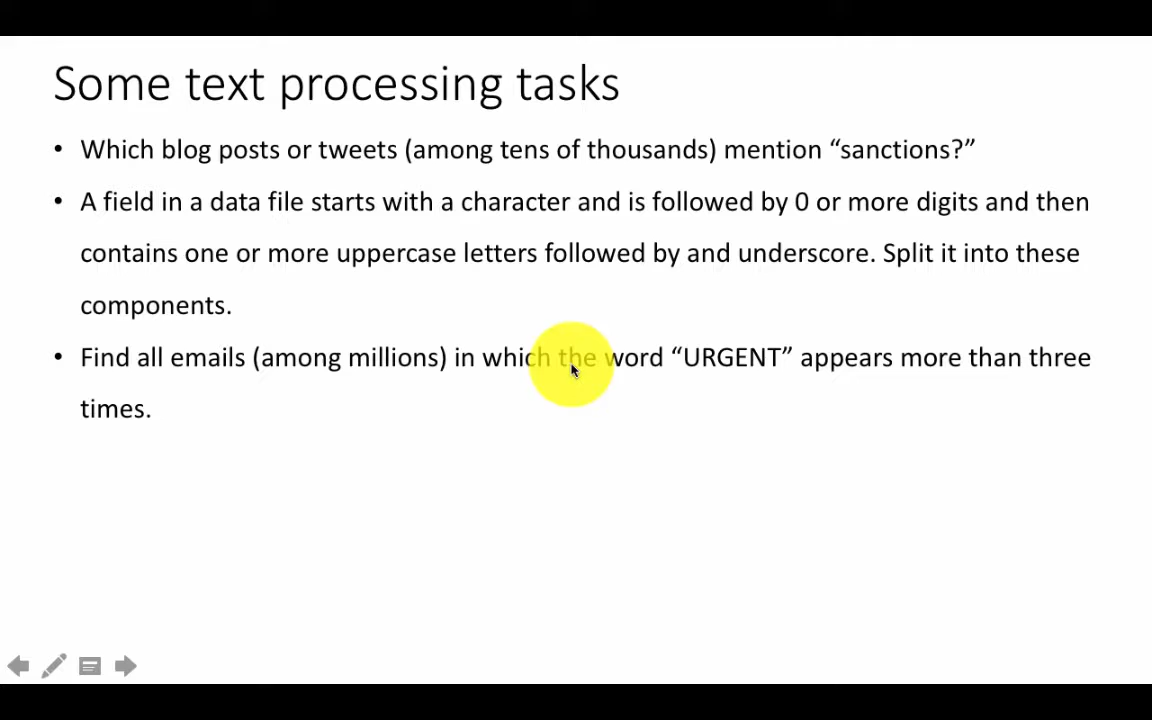 Some text processing tasks
• Which blog posts or tweets (among tens of thousands) mention “sanctions?”
• A field in a data file starts with a character and is followed by 0 or more digits and then
contains one or more uppercase letters followed by and underscore. Split it into these
components.
• Find all emails (among millions) in which the word “URGENT” appears more than three
times.